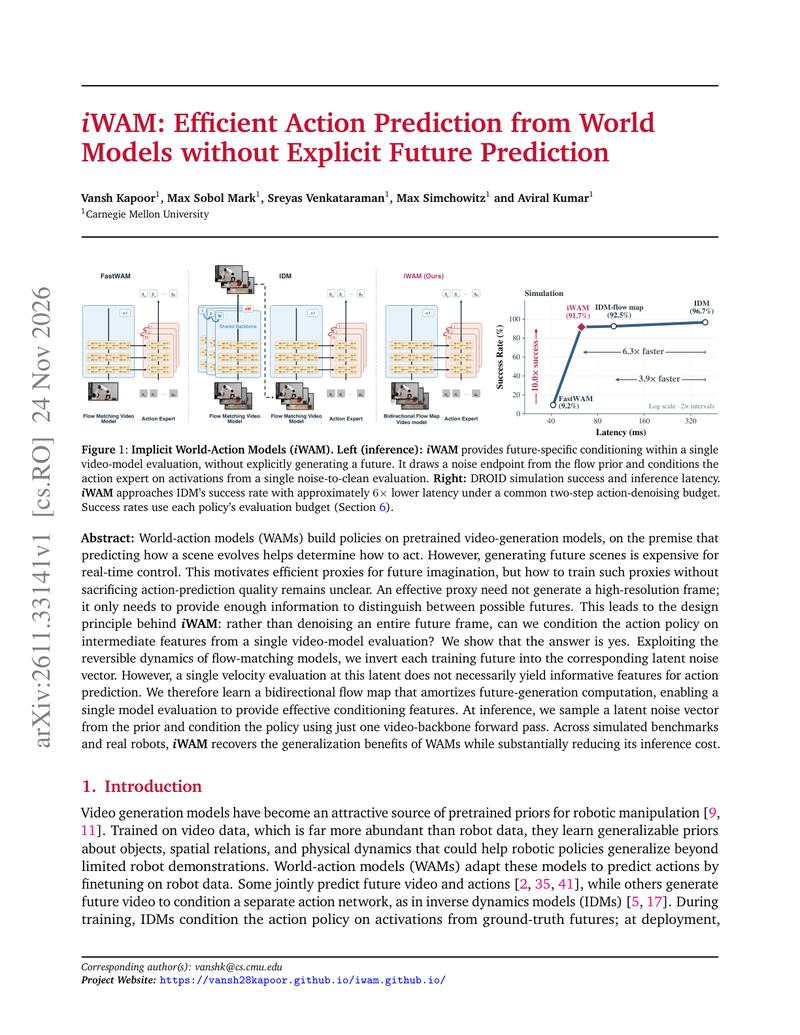 arXiv:2611.33141v1 [cs.RO] 24 Nov 2026
iWAM: Efficient Action Prediction from World
Models without Explicit Future Prediction
Vansh Kapoor1, Max Sobol Mark1, Sreyas Venkataraman1, Max Simchowitz1 and Aviral Kumar1
1Carnegie Mellon University
FastWAM
IDM
iWAM (Ours)
Shared Backbone
Flow Matching Video
Model
Action Expert
Flow Matching Video
Model
Flow Matching Video
Model
Action Expert
Bidirectional Flow Map
Video model
Action Expert
Simulation
Success Rate (%)
100
80
60
40
20
0
iWAM
(91.7%)
IDM-flow map
(92.5%)
IDM
(96.7%)
10.0× success
6.3× faster
3.9× faster
FastWAM
(9.2%)
Log scale · 2× intervals
40 80 160 320
Latency (ms)
Figure 1: Implicit World-Action Models (iWAM). Left (inference): iWAM provides future-specific conditioning within a single
video-model evaluation, without explicitly generating a future. It draws a noise endpoint from the flow prior and conditions the
action expert on activations from a single noise-to-clean evaluation. Right: DROID simulation success and inference latency.
iWAM approaches IDM's success rate with approximately 6× lower latency under a common two-step action-denoising budget.
Success rates use each policy's evaluation budget (Section 6).
Abstract: World-action models (WAMs) build policies on pretrained video-generation models, on the premise that
predicting how a scene evolves helps determine how to act. However, generating future scenes is expensive for
real-time control. This motivates efficient proxies for future imagination, but how to train such proxies without
sacrificing action-prediction quality remains unclear. An effective proxy need not generate a high-resolution frame;
it only needs to provide enough information to distinguish between possible futures. This leads to the design
principle behind iWAM: rather than denoising an entire future frame, can we condition the action policy on
intermediate features from a single video-model evaluation? We show that the answer is yes. Exploiting the
reversible dynamics of flow-matching models, we invert each training future into the corresponding latent noise
vector. However, a single velocity evaluation at this latent does not necessarily yield informative features for action
prediction. We therefore learn a bidirectional flow map that amortizes future-generation computation, enabling a
single model evaluation to provide effective conditioning features. At inference, we sample a latent noise vector
from the prior and condition the policy using just one video-backbone forward pass. Across simulated benchmarks
and real robots, iWAM recovers the generalization benefits of WAMs while substantially reducing its inference cost.
1. Introduction
Video generation models have become an attractive source of pretrained priors for robotic manipulation [9,
11]. Trained on video data, which is far more abundant than robot data, they learn generalizable priors
about objects, spatial relations, and physical dynamics that could help robotic policies generalize beyond
limited robot demonstrations. World-action models (WAMs) adapt these models to predict actions by
finetuning on robot data. Some jointly predict future video and actions [2, 35, 41], while others generate
future video to condition a separate action network, as in inverse dynamics models (IDMs) [5, 17]. During
training, IDMs condition the action policy on activations from ground-truth futures; at deployment,
Corresponding author(s): vanshk@cs.cmu.edu
Project Website: https://vansh28kapoor.github.io/iwam.github.io/